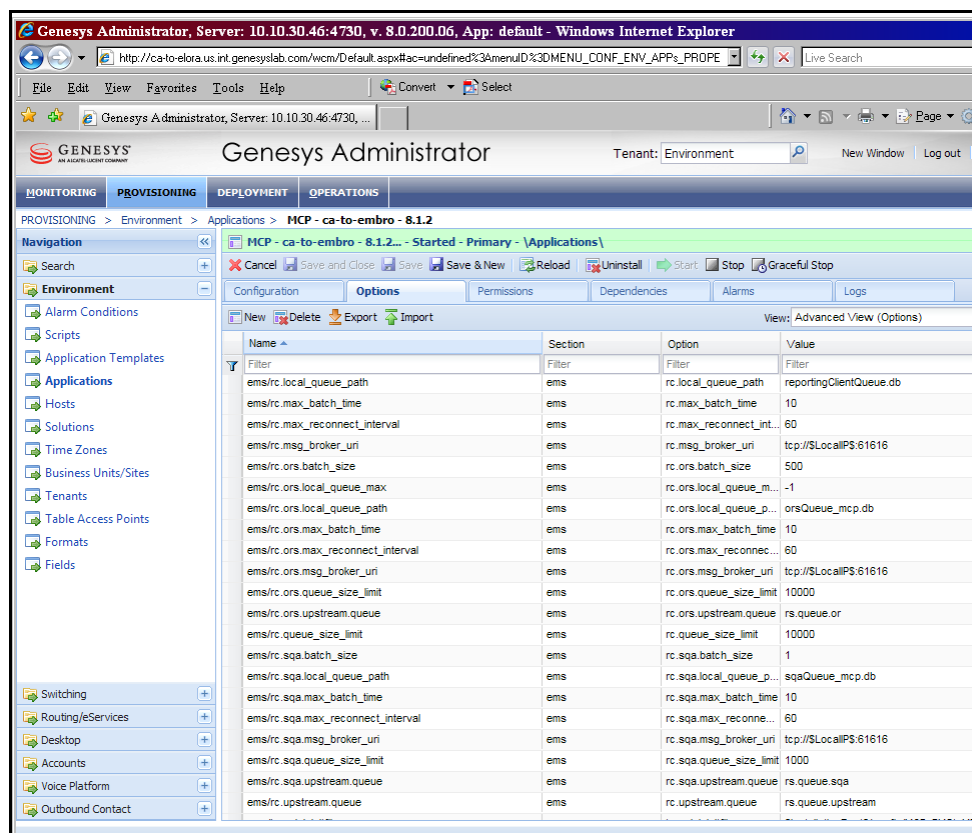 Genesys Administrator, Server: 10.10.30.46:4730, v. 8.0.200.06, App: default - Windows Internet Explorer
http://ca-to-elora.us.int.genesyslab.com/wcm/Default.aspx#ac=undefined%3AmenuID%3DMENU_CONF_ENV_APPs_PROPE Live Search
File Edit View Favorites Tools Help Convert Select
Genesys Administrator, Server: 10.10.30.46:4730, ... Page
GENESYS Genesys Administrator Tenant: Environment New Window Log out
AN ALCATEL-LUCENT COMPANY
MONITORING PROVISIONING DEPLOYMENT OPERATIONS
PROVISIONING > Environment > Applications > MCP - ca-to-embro - 8.1.2
Navigation
Search
Environment
Alarm Conditions
Scripts
Application Templates
Applications
Hosts
Solutions
Time Zones
Business Units/Sites
Tenants
Table Access Points
Formats
Fields
Switching
Routing/eServices
Desktop
Accounts
Voice Platform
Outbound Contact
MCP - ca-to-embro - 8.1.2... - Started - Primary - \Applications\
Cancel Save and Close Save Save & New Reload Uninstall Start Stop Graceful Stop
Configuration Options Permissions Dependencies Alarms Logs
New Delete Export Import View: Advanced View (Options)
Name Section Option Value
Filter Filter Filter Filter
ems/rc.local_queue_path ems rc.local_queue_path reportingClientQueue.db
ems/rc.max_batch_time ems rc.max_batch_time 10
ems/rc.max_reconnect_interval ems rc.max_reconnect_int... 60
ems/rc.msg_broker_uri ems rc.msg_broker_uri tcp://$LocalIP$:61616
ems/rc.ors.batch_size ems rc.ors.batch_size 500
ems/rc.ors.local_queue_max ems rc.ors.local_queue_m... -1
ems/rc.ors.local_queue_path ems rc.ors.local_queue_p... orsQueue_mcp.db
ems/rc.ors.max_batch_time ems rc.ors.max_batch_time 10
ems/rc.ors.max_reconnect_interval ems rc.ors.max_reconnec... 60
ems/rc.ors.msg_broker_uri ems rc.ors.msg_broker_uri tcp://$LocalIP$:61616
ems/rc.ors.queue_size_limit ems rc.ors.queue_size_limit 10000
ems/rc.ors.upstream.queue ems rc.ors.upstream.queue rs.queue.or
ems/rc.queue_size_limit ems rc.queue_size_limit 10000
ems/rc.sqa.batch_size ems rc.sqa.batch_size 1
ems/rc.sqa.local_queue_path ems rc.sqa.local_queue_p... sqaQueue_mcp.db
ems/rc.sqa.max_batch_time ems rc.sqa.max_batch_time 10
ems/rc.sqa.max_reconnect_interval ems rc.sqa.max_reconne... 60
ems/rc.sqa.msg_broker_uri ems rc.sqa.msg_broker_uri tcp://$LocalIP$:61616
ems/rc.sqa.queue_size_limit ems rc.sqa.queue_size_limit 1000
ems/rc.sqa.upstream.queue ems rc.sqa.upstream.queue rs.queue.sqa
ems/rc.upstream.queue ems rc.upstream.queue rs.queue.upstream